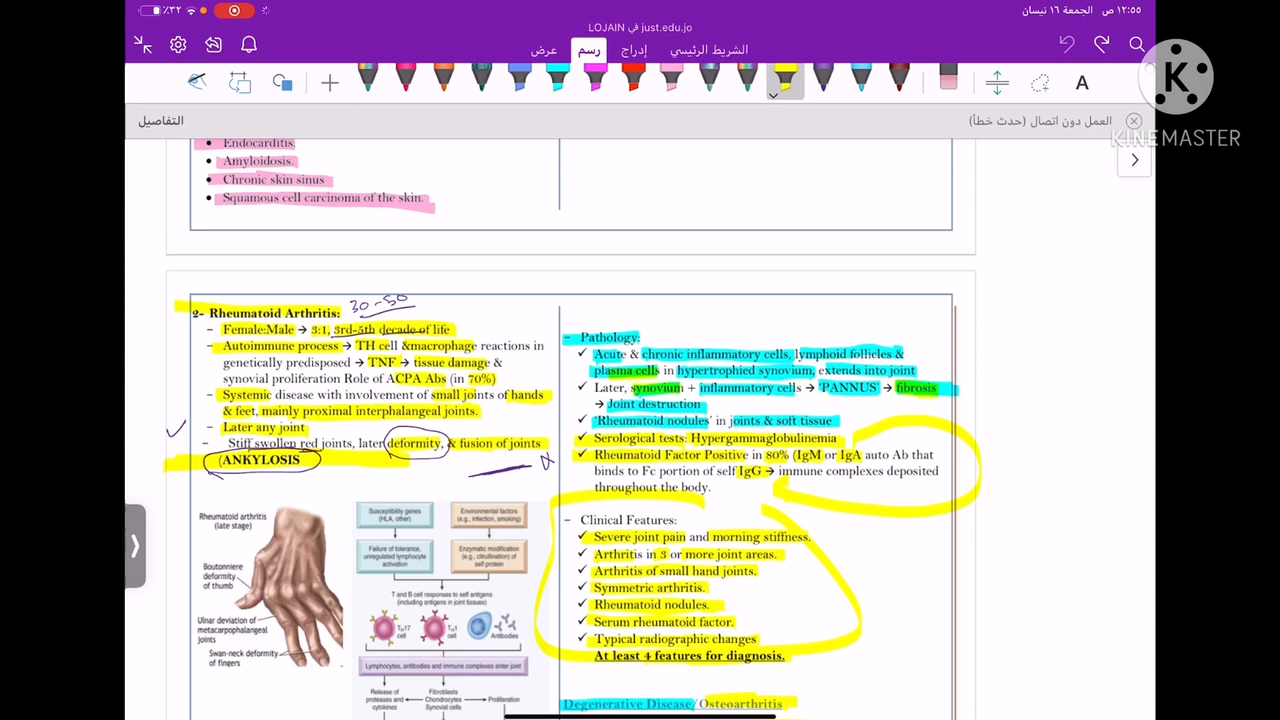 ٪٣٢
١٢:٥٥ ص الجمعة ١٦ نيسان
LOJAIN في just.edu.jo
عرض
رسم
إدراج
الشريط الرئيسي
A
K
KINEMASTER
التفاصيل
العمل دون اتصال (حدث خطأ)
• Endocarditis.
• Amyloidosis.
• Chronic skin sinus
• Squamous cell carcinoma of the skin.
30-50
2- Rheumatoid Arthritis:
− Female:Male → 3:1, 3rd-5th decade of life
− Autoimmune process → TH cell &macrophage reactions in
genetically predisposed → TNF → tissue damage &
synovial proliferation Role of ACPA Abs (in 70%)
− Systemic disease with involvement of small joints of hands
& feet, mainly proximal interphalangeal joints.
− Later any joint
− Stiff swollen red joints, later deformity, & fusion of joints
(ANKYLOSIS
Rheumatoid arthritis
(late stage)
Boutonniere
deformity
of thumb
Ulnar deviation of
metacarpophalangeal
joints
Swan-neck deformity
of fingers
Susceptibility genes
(HLA, other)
Environmental factors
(e.g., infection, smoking)
Failure of tolerance,
unregulated lymphocyte
activation
Enzymatic modification
(e.g., citrullination) of
self protein
T and B cell responses to self antigens
(including antigens in joint tissues)
TH17
cell
TH1
cell
Antibodies
Lymphocytes, antibodies and immune complexes enter joint
Release of
proteases and
cytokines
Fibroblasts
Chondrocytes
Synovial cells
Proliferation
− Pathology:
✓ Acute & chronic inflammatory cells, lymphoid follicles &
plasma cells in hypertrophied synovium, extends into joint
✓ Later, synovium + inflammatory cells → 'PANNUS' → fibrosis
→ Joint destruction
✓ 'Rheumatoid nodules' in joints & soft tissue
✓ Serological tests: Hypergammaglobulinemia
✓ Rheumatoid Factor Positive in 80% (IgM or IgA auto Ab that
binds to Fc portion of self IgG → immune complexes deposited
throughout the body.
− Clinical Features:
✓ Severe joint pain and morning stiffness.
✓ Arthritis in 3 or more joint areas.
✓ Arthritis of small hand joints.
✓ Symmetric arthritis.
✓ Rheumatoid nodules.
✓ Serum rheumatoid factor.
✓ Typical radiographic changes
At least 4 features for diagnosis.
Degenerative Disease/ Osteoarthritis